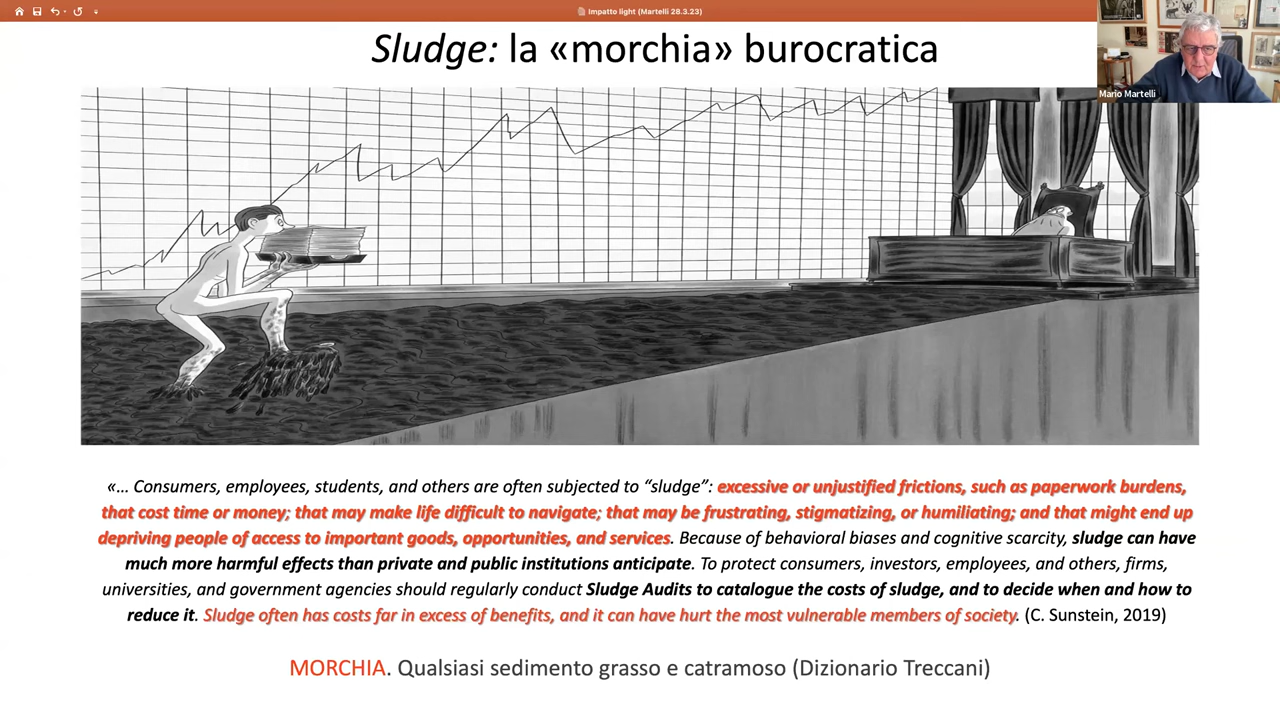 Impatto light (Martelli 28.3.23)
Sludge: la «morchia» burocratica
Mario Martelli
«… Consumers, employees, students, and others are often subjected to “sludge”: excessive or unjustified frictions, such as paperwork burdens,
that cost time or money; that may make life difficult to navigate; that may be frustrating, stigmatizing, or humiliating; and that might end up
depriving people of access to important goods, opportunities, and services. Because of behavioral biases and cognitive scarcity, sludge can have
much more harmful effects than private and public institutions anticipate. To protect consumers, investors, employees, and others, firms,
universities, and government agencies should regularly conduct Sludge Audits to catalogue the costs of sludge, and to decide when and how to
reduce it. Sludge often has costs far in excess of benefits, and it can have hurt the most vulnerable members of society. (C. Sunstein, 2019)
MORCHIA. Qualsiasi sedimento grasso e catramoso (Dizionario Treccani)